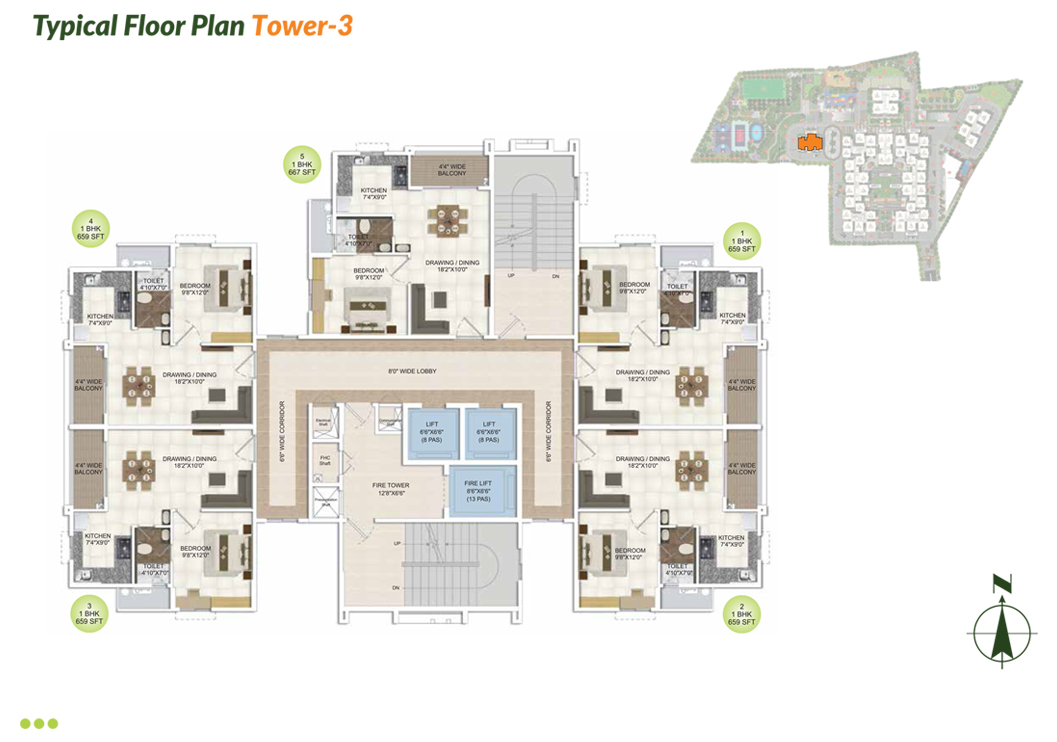 Typical Floor Plan Tower-3
5
1 BHK
667 SFT
KITCHEN
7'4"X9'0"
4'4" WIDE
BALCONY
TOILET
4'10"X7'0"
DRAWING / DINING
18'2"X10'0"
BEDROOM
9'8"X12'0"
UP
DN
4
1 BHK
659 SFT
TOILET
4'10"X7'0"
BEDROOM
9'8"X12'0"
KITCHEN
7'4"X9'0"
4'4" WIDE
BALCONY
DRAWING / DINING
18'2"X10'0"
1
1 BHK
659 SFT
BEDROOM
9'8"X12'0"
TOILET
4'10"X7'0"
KITCHEN
7'4"X9'0"
DRAWING / DINING
18'2"X10'0"
4'4" WIDE
BALCONY
8'0" WIDE LOBBY
6'6" WIDE CORRIDOR
6'6" WIDE CORRIDOR
Electrical
Shaft
Shaft
LIFT
6'6"X6'6"
(8 PAS)
LIFT
6'6"X6'6"
(8 PAS)
FHC
Shaft
FIRE TOWER
12'8"X6'6"
FIRE LIFT
8'6"X6'6"
(13 PAS)
Shaft
UP
DN
4'4" WIDE
BALCONY
DRAWING / DINING
18'2"X10'0"
KITCHEN
7'4"X9'0"
TOILET
4'10"X7'0"
BEDROOM
9'8"X12'0"
3
1 BHK
659 SFT
DRAWING / DINING
18'2"X10'0"
4'4" WIDE
BALCONY
BEDROOM
9'8"X12'0"
TOILET
4'10"X7'0"
KITCHEN
7'4"X9'0"
2
1 BHK
659 SFT
N